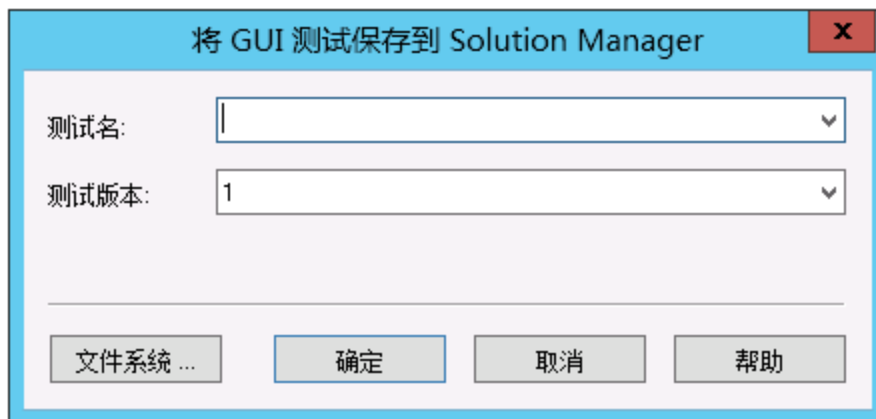 将 GUI 测试保存到 Solution Manager
x
测试名:
测试版本: 1
文件系统 ... 确定 取消 帮助